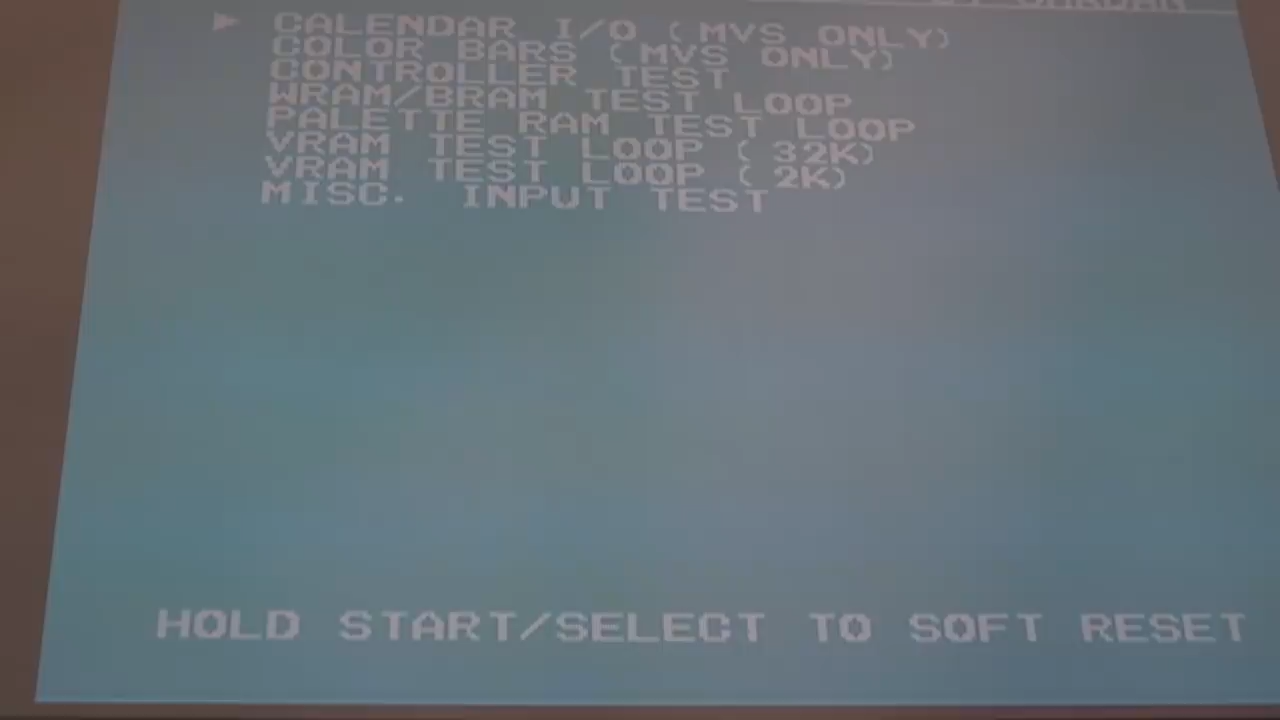 CALENDAR I/O (MVS ONLY)
COLOR BARS (MVS ONLY)
CONTROLLER TEST
WRAM/BRAM TEST LOOP
PALETTE RAM TEST LOOP
VRAM TEST LOOP (32K)
VRAM TEST LOOP (2K)
MISC. INPUT TEST
HOLD START/SELECT TO SOFT RESET